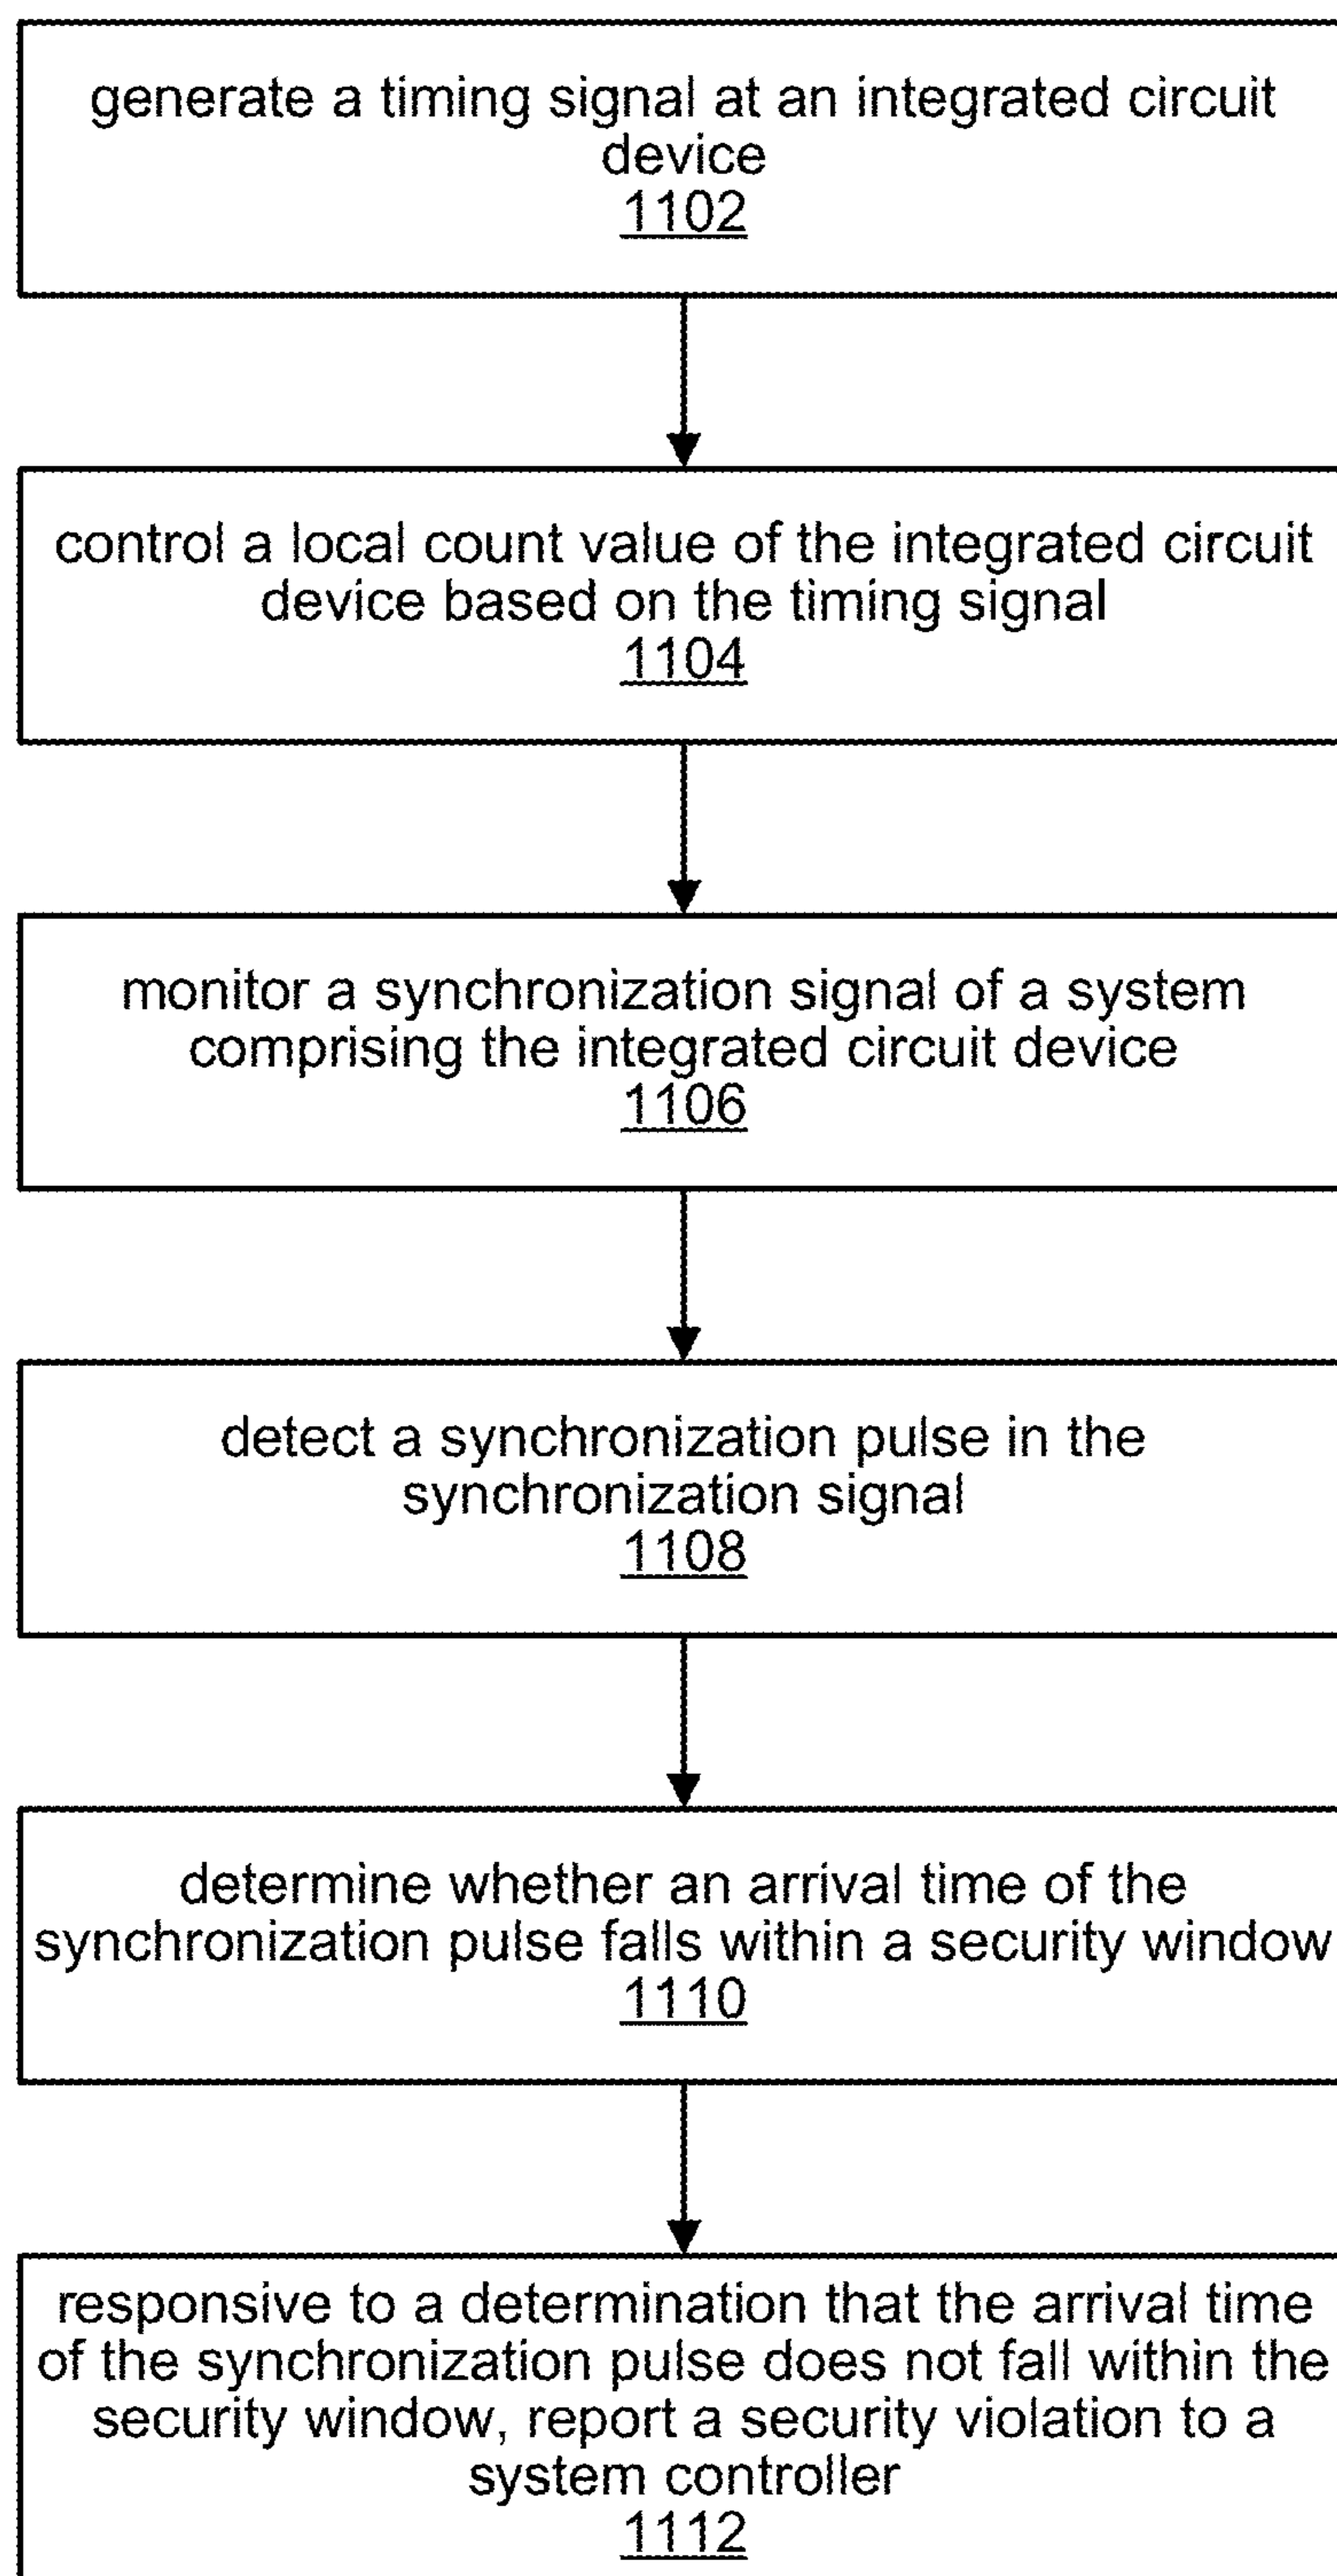 generate a timing signal at an integrated circuit
device
1102
control a local count value of the integrated circuit
device based on the timing signal
1104
monitor a synchronization signal of a system
comprising the integrated circuit device
1106
detect a synchronization pulse in the
synchronization signal
1108
determine whether an arrival time of the
synchronization pulse falls within a security window
1110
responsive to a determination that the arrival time
of the synchronization pulse does not fall within the
security window, report a security violation to a
system controller
1112